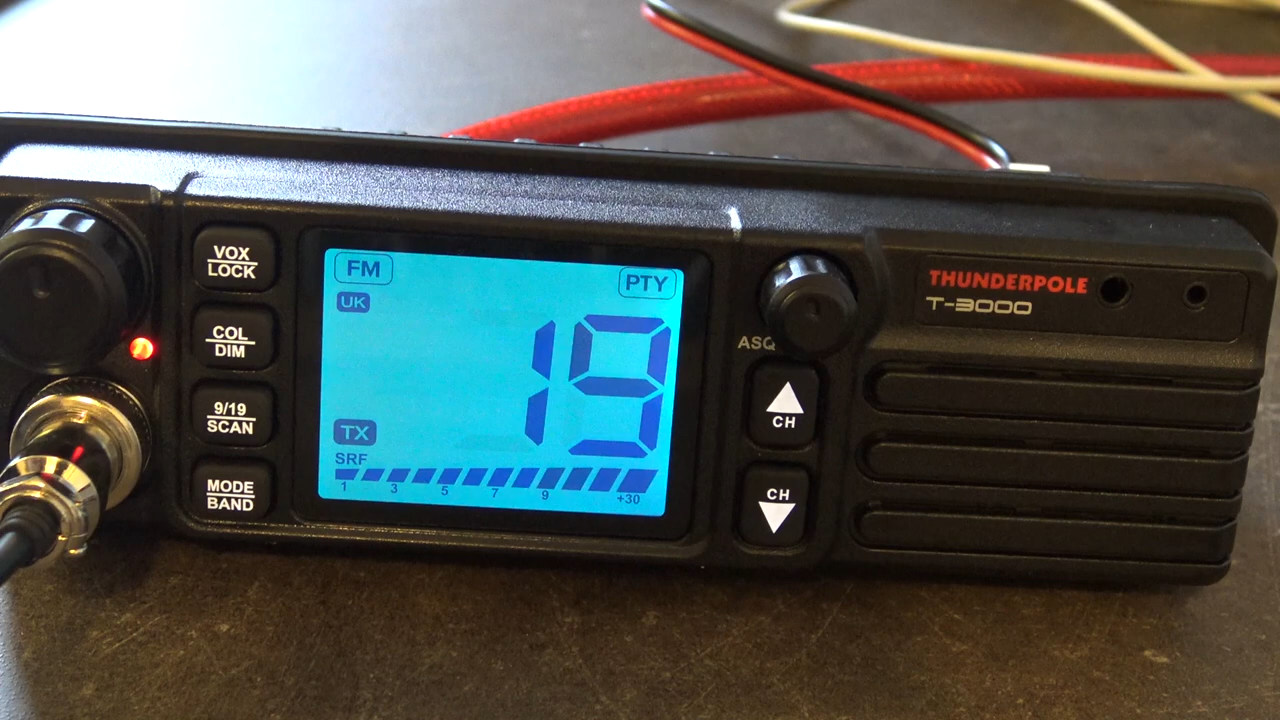 VOX
LOCK
COL
DIM
9/19
SCAN
MODE
BAND
FM
PTY
UK
19
TX
SRF
1 3 5 7 9 +30
ASQ
CH
CH
THUNDERPOLE
T-3000